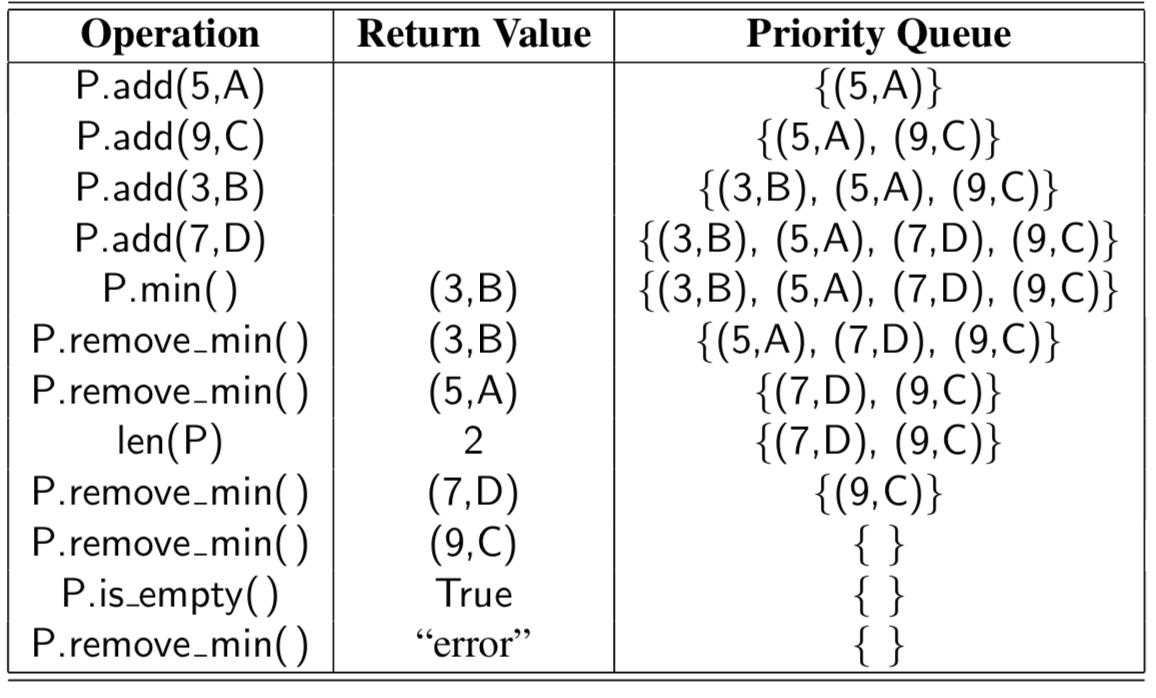 Operation Return Value Priority Queue
P.add(5,A) {(5,A)}
P.add(9,C) {(5,A), (9,C)}
P.add(3,B) {(3,B), (5,A), (9,C)}
P.add(7,D) {(3,B), (5,A), (7,D), (9,C)}
P.min( ) (3,B) {(3,B), (5,A), (7,D), (9,C)}
P.remove_min( ) (3,B) {(5,A), (7,D), (9,C)}
P.remove_min( ) (5,A) {(7,D), (9,C)}
len(P) 2 {(7,D), (9,C)}
P.remove_min( ) (7,D) {(9,C)}
P.remove_min( ) (9,C) { }
P.is_empty( ) True { }
P.remove_min( ) “error” { }